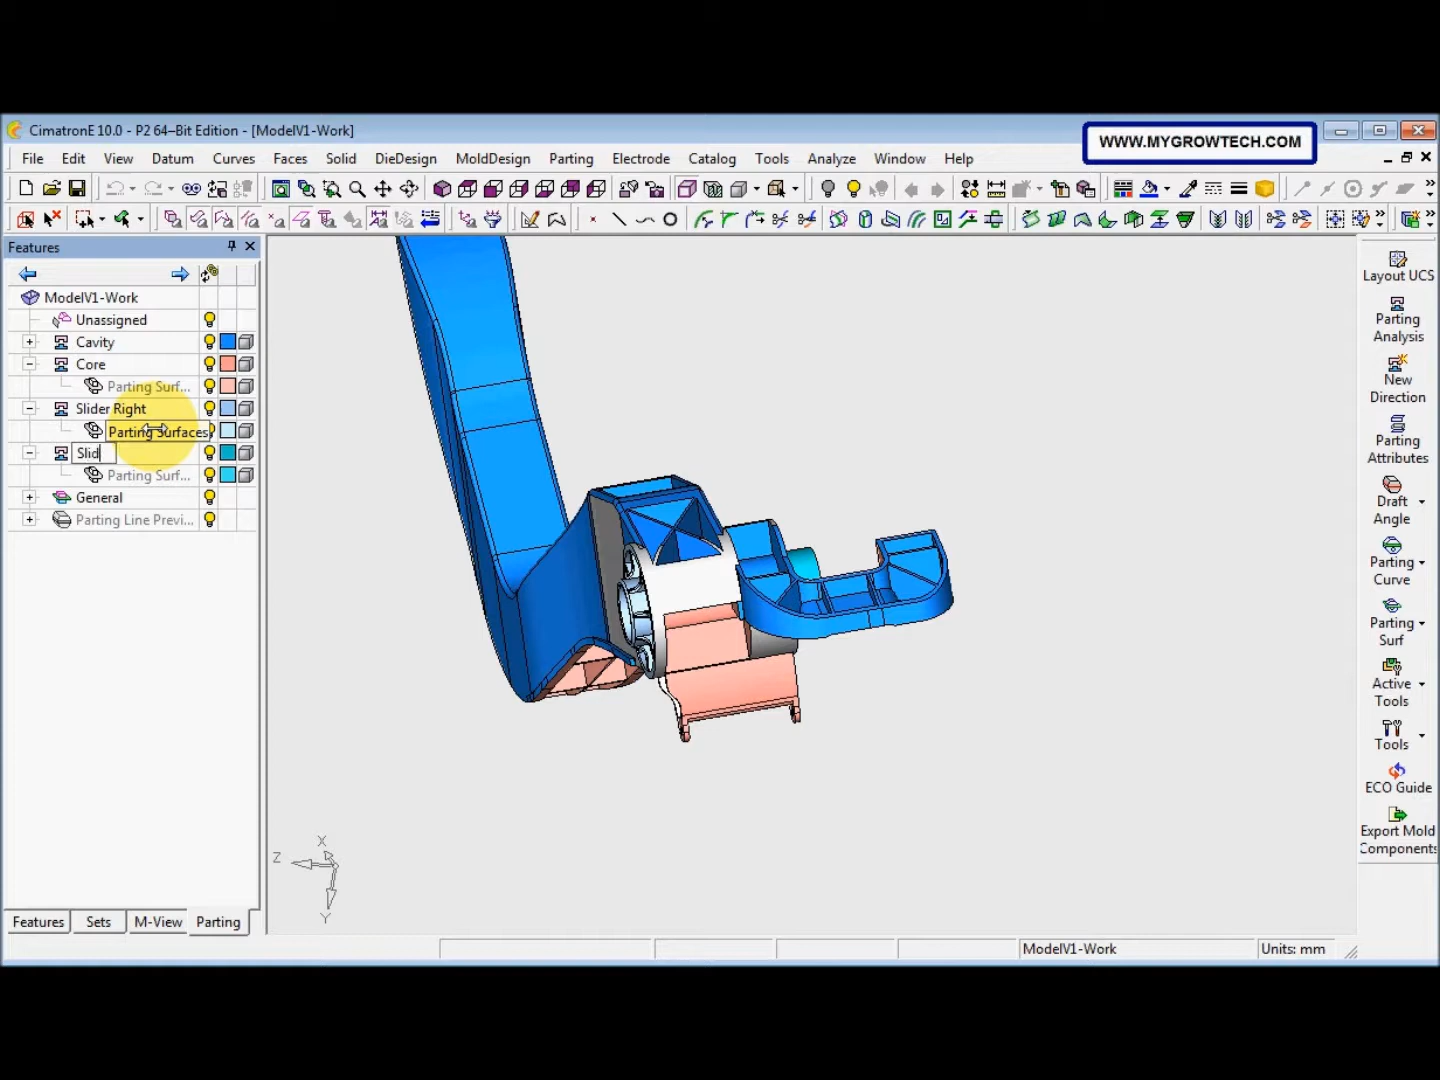 CimatronE 10.0 - P2 64–Bit Edition - [ModelV1-Work]
WWW.MYGROWTECH.COM
File Edit View Datum Curves Faces Solid DieDesign MoldDesign Parting Electrode Catalog Tools Analyze Window Help
Features
ModelV1-Work
Unassigned
Cavity
Core
Parting Surf...
Slider Right
Parting Surfaces
Slid
Parting Surf...
General
Parting Line Previ...
Layout UCS
Parting
Analysis
New
Direction
Parting
Attributes
Draft
Angle
Parting
Curve
Parting
Surf
Active
Tools
Tools
ECO Guide
Export Mold
Components
X
Z
Y
Features Sets M-View Parting
ModelV1-Work Units: mm